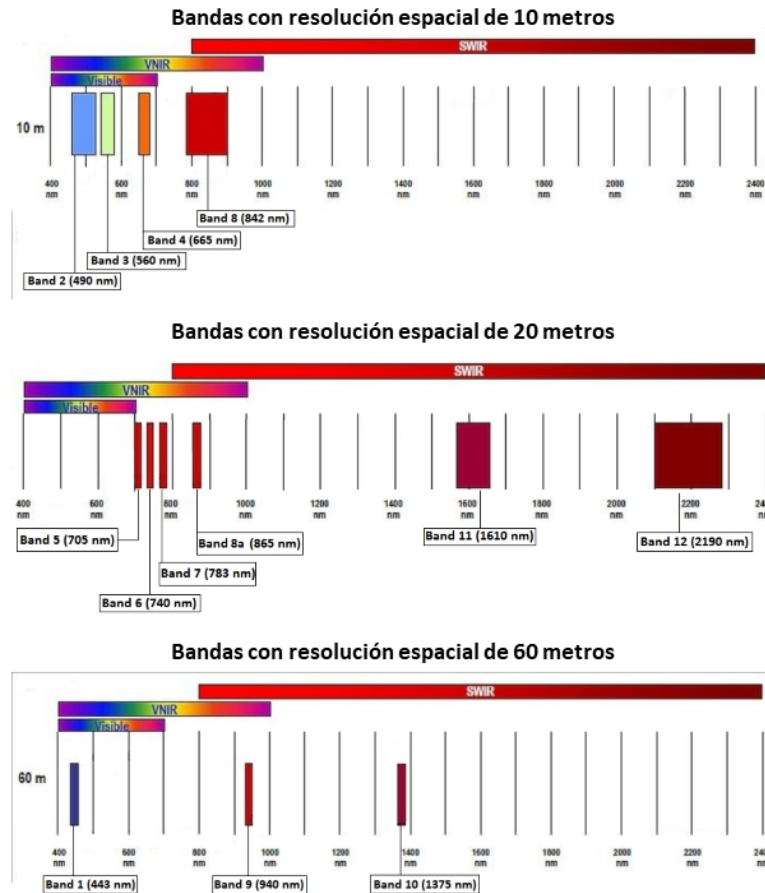 Bandas con resolución espacial de 10 metros
SWIR
VNIR
Visible
10 m
400 nm
600 nm
800 nm
1000 nm
1200 nm
1400 nm
1600 nm
1800 nm
2000 nm
2200 nm
2400 nm
Band 8 (842 nm)
Band 4 (665 nm)
Band 3 (560 nm)
Band 2 (490 nm)
Bandas con resolución espacial de 20 metros
SWIR
VNIR
Visible
400 nm
600 nm
800 nm
1000 nm
1200 nm
1400 nm
1600 nm
1800 nm
2000 nm
2200 nm
240 nm
Band 5 (705 nm)
Band 8a (865 nm)
Band 11 (1610 nm)
Band 12 (2190 nm)
Band 7 (783 nm)
Band 6 (740 nm)
Bandas con resolución espacial de 60 metros
SWIR
VNIR
Visible
60 m
400 nm
600 nm
800 nm
1000 nm
1200 nm
1400 nm
1600 nm
1800 nm
2000 nm
2200 nm
240 nm
Band 1 (443 nm)
Band 9 (940 nm)
Band 10 (1375 nm)